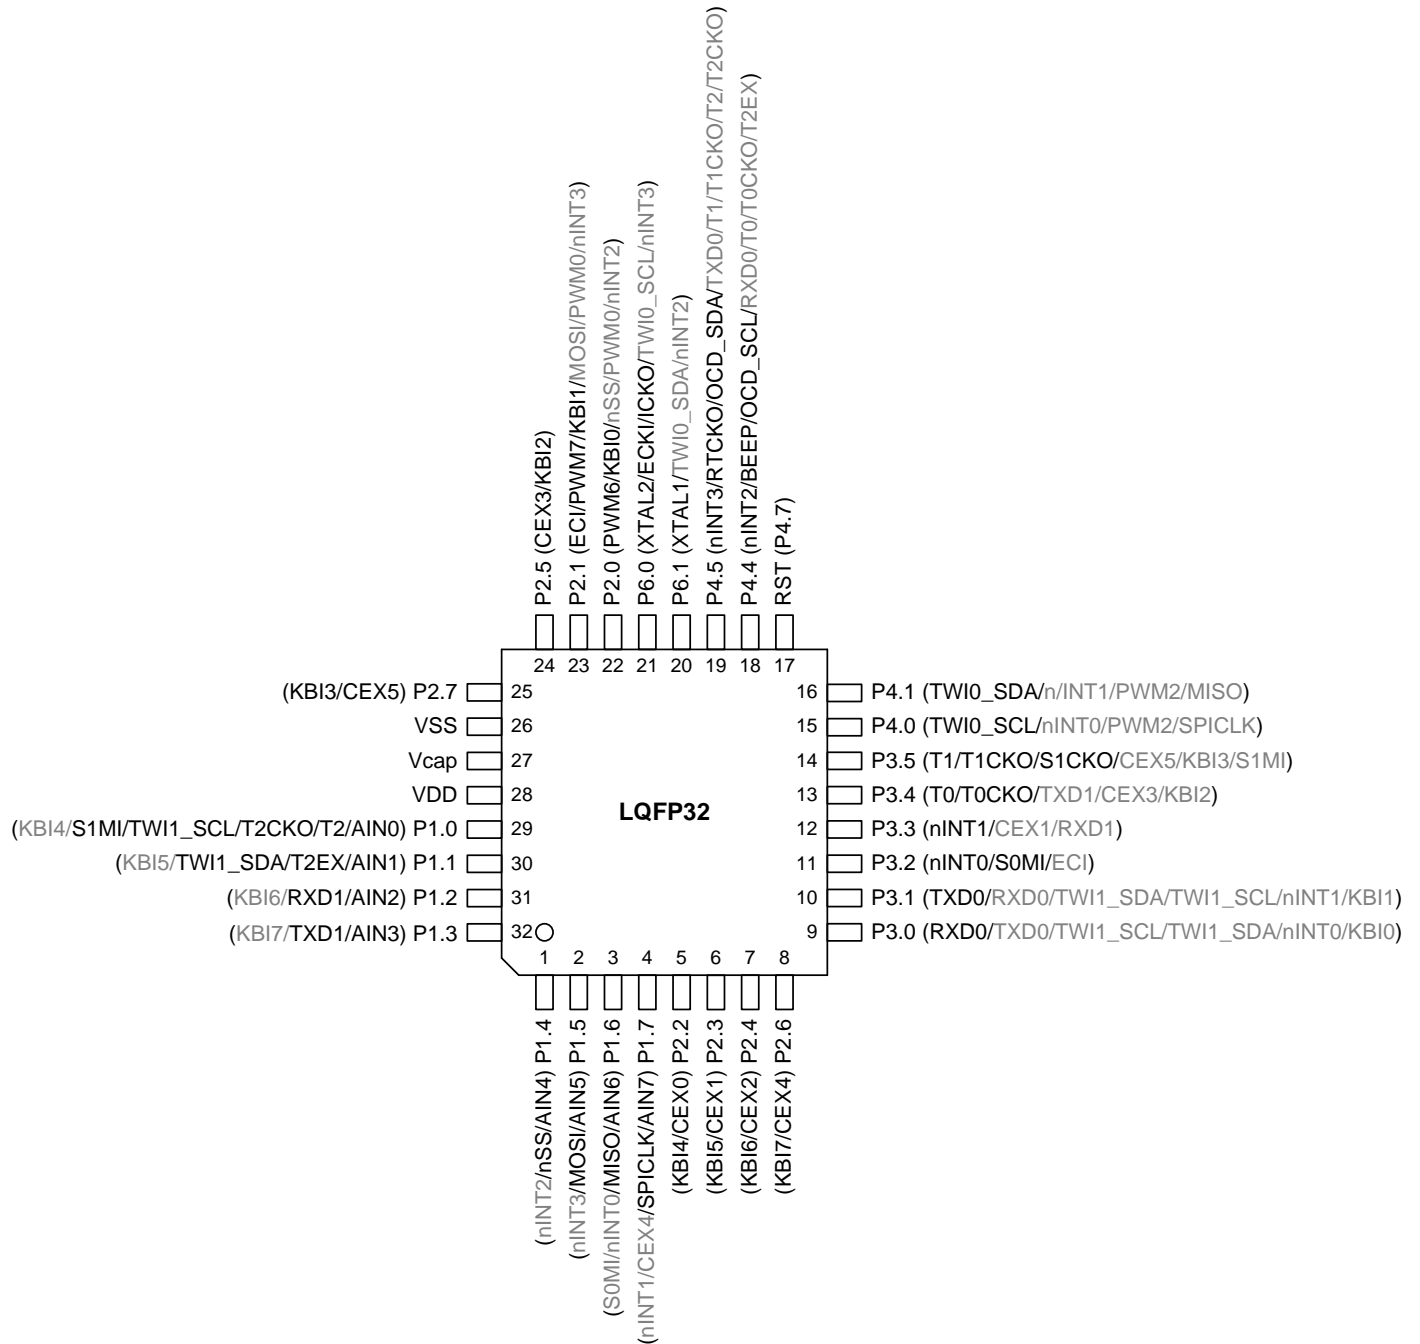 P2.5 (CEX3/KBI2)
P2.1 (ECI/PWM7/KBI1/MOSI/PWM0/nINT3)
P2.0 (PWM6/KBI0/nSS/PWM0/nINT2)
P6.0 (XTAL2/ECKI/ICKO/TWI0_SCL/nINT3)
P6.1 (XTAL1/TWI0_SDA/nINT2)
P4.5 (nINT3/RTCKO/OCD_SDA/TXD0/T1/T1CKO/T2/T2CKO)
P4.4 (nINT2/BEEP/OCD_SCL/RXD0/T0/T0CKO/T2EX)
RST (P4.7)
24 23 22 21 20 19 18 17
(KBI3/CEX5) P2.7 25
VSS 26
Vcap 27
VDD 28
(KBI4/S1MI/TWI1_SCL/T2CKO/T2/AIN0) P1.0 29
(KBI5/TWI1_SDA/T2EX/AIN1) P1.1 30
(KBI6/RXD1/AIN2) P1.2 31
(KBI7/TXD1/AIN3) P1.3 32
LQFP32
16 P4.1 (TWI0_SDA/n/INT1/PWM2/MISO)
15 P4.0 (TWI0_SCL/nINT0/PWM2/SPICLK)
14 P3.5 (T1/T1CKO/S1CKO/CEX5/KBI3/S1MI)
13 P3.4 (T0/T0CKO/TXD1/CEX3/KBI2)
12 P3.3 (nINT1/CEX1/RXD1)
11 P3.2 (nINT0/S0MI/ECI)
10 P3.1 (TXD0/RXD0/TWI1_SDA/TWI1_SCL/nINT1/KBI1)
9 P3.0 (RXD0/TXD0/TWI1_SCL/TWI1_SDA/nINT0/KBI0)
1 2 3 4 5 6 7 8
(nINT2/nSS/AIN4) P1.4
(nINT3/MOSI/AIN5) P1.5
(S0MI/nINT0/MISO/AIN6) P1.6
(nINT1/CEX4/SPICLK/AIN7) P1.7
(KBI4/CEX0) P2.2
(KBI5/CEX1) P2.3
(KBI6/CEX2) P2.4
(KBI7/CEX4) P2.6